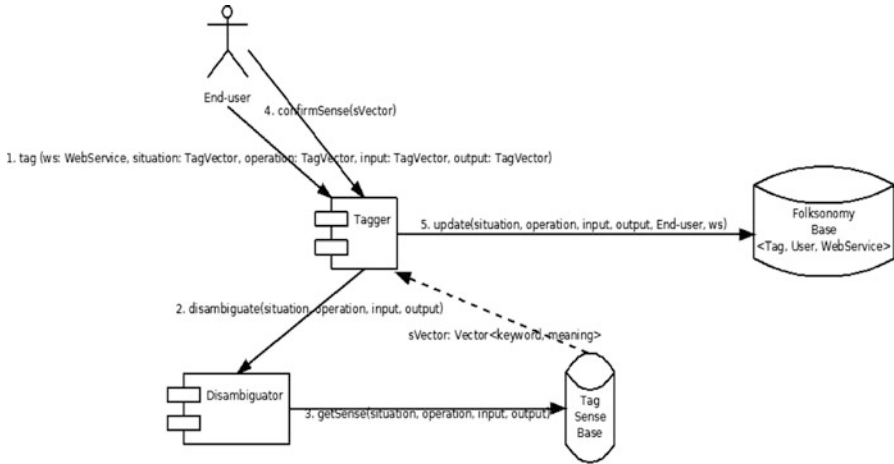 End-user
4. confirmSense(sVector)
1. tag (ws: WebService, situation: TagVector, operation: TagVector, input: TagVector, output: TagVector)
Tagger
5. update(situation, operation, input, output, End-user, ws)
Folksonomy
Base
<Tag, User, WebService>
2. disambiguate(situation, operation, input, output)
sVector: Vector<keyword, meaning>
Disambiguator
3. getSense(situation, operation, input, output)
Tag
Sense
Base